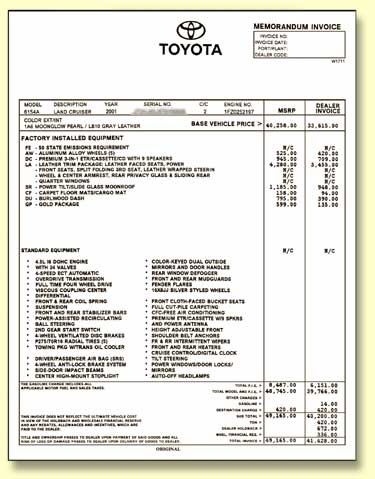 TOYOTA
MEMORANDUM INVOICE
INVOICE NO:
INVOICE DATE:
PORT/PLANT:
DEALER CODE:
W1711
MODEL DESCRIPTION YEAR SERIAL NO. C/C ENGINE NO. MSRP DEALER INVOICE
6154A LAND CRUISER 2001 2 1FZ0252197
COLOR EXT/INT
1A0 MOONGLOW PEARL / LB10 GRAY LEATHER BASE VEHICLE PRICE > 40,258.00 33,615.00
FACTORY INSTALLED EQUIPMENT
FE - 50 STATE EMISSIONS REQUIREMENT N/C N/C
AW - ALUMINUM ALLOY WHEELS (5) 525.00 420.00
DC - PREMIUM 3-IN-1 ETR/CASSETTE/CD WITH 9 SPEAKERS 945.00 709.00
LA - LEATHER TRIM PACKAGE: LEATHER FACED SEATS, POWER 4,280.00 3,455.00
- FRONT SEATS, SPLIT FOLDING 3RD SEAT, LEATHER WRAPPED STEERIN N/C N/C
- WHEEL & CENTER ARMREST, REAR PRIVACY GLASS & SLIDING REAR N/C N/C
- QUARTER WINDOWS N/C N/C
SR - POWER TILT/SLIDE GLASS MOONROOF 1,185.00 948.00
CF - CARPET FLOOR MATS/CARGO MAT 158.00 94.00
DU - BURLWOOD DASH 795.00 390.00
GP - GOLD PACKAGE 599.00 135.00
STANDARD EQUIPMENT N/C N/C
* 4.5L I6 DOHC ENGINE * COLOR-KEYED DUAL OUTSIDE
* WITH 24 VALVES * MIRRORS AND DOOR HANDLES
* 4-SPEED ECT AUTOMATIC * REAR WINDOW DEFOGGER
* OVERDRIVE TRANSMISSION * FRONT AND REAR MUDGUARDS
* FULL TIME FOUR WHEEL DRIVE * FENDER FLARES
* VISCOUS COUPLING CENTER * 16X8JJ SILVER STYLED WHEELS
* DIFFERENTIAL
* FRONT & REAR COIL SPRING * FRONT CLOTH-FACED BUCKET SEATS
* SUSPENSION * FULL CUT-PILE CARPETING
* FRONT AND REAR STABILIZER BARS * CFC-FREE AIR CONDITIONING
* POWER-ASSISTED RECIRCULATING * PREMIUM ETR/CASSETTE W/5 SPKRS
* BALL STEERING * AND POWER ANTENNA
* 2ND GEAR START SWITCH * HEIGHT ADJUSTABLE FRONT
* 4-WHEEL VENTILATED DISC BRAKES * SHOULDER BELT ANCHORS
* P275/70R16 RADIAL TIRES (5) * FR & RR INTERMITTENT WIPERS
* TOWING PKG W/TRANS OIL COOLER * FRONT AND REAR HEATERS
* CRUISE CONTROL/DIGITAL CLOCK
* DRIVER/PASSENGER AIR BAG (SRS) * TILT STEERING
* 4-WHEEL ANTI-LOCK BRAKE SYSTEM * POWER WINDOWS/DOOR LOCKS/
* SIDE-DOOR IMPACT BEAMS * MIRRORS
* CENTER HIGH-MOUNT STOPLIGHT * AUTO-OFF HEADLAMPS
THE GASOLINE CHARGE INCLUDES ALL
APPLICABLE MOTOR FUEL AND SALES TAXES.
TOTAL F.I.E. > 8,487.00 6,151.00
TOTAL MODEL AND F.I.E. > 48,745.00 39,766.00
OTHER CHARGES >
GASOLINE > 14.00
DESTINATION CHARGE > 420.00 420.00
SUB TOTAL > 49,165.00 40,200.00
TDA > 420.00
DEALER HOLDBACK > 672.00
WHSL. FINANCIAL RES. > 336.00
TOTAL INVOICE > 49,165.00 41,628.00
THIS INVOICE DOES NOT REFLECT THE ULTIMATE VEHICLE COST
IN VIEW OF THE HOLDBACK AND WHOLESALE FINANCIAL RESERVE
AND ANY REBATES, ALLOWANCES AND INCENTIVES, WHICH ARE
PAID TO THE DEALER.
TITLE AND OWNERSHIP PASSES TO DEALER UPON PAYMENT OF SAID GOODS AND ALL
RISK OF LOSS OR DAMAGE PASSES TO DEALER UPON DELIVERY OF GOODS TO DEALER.
ORIGINAL